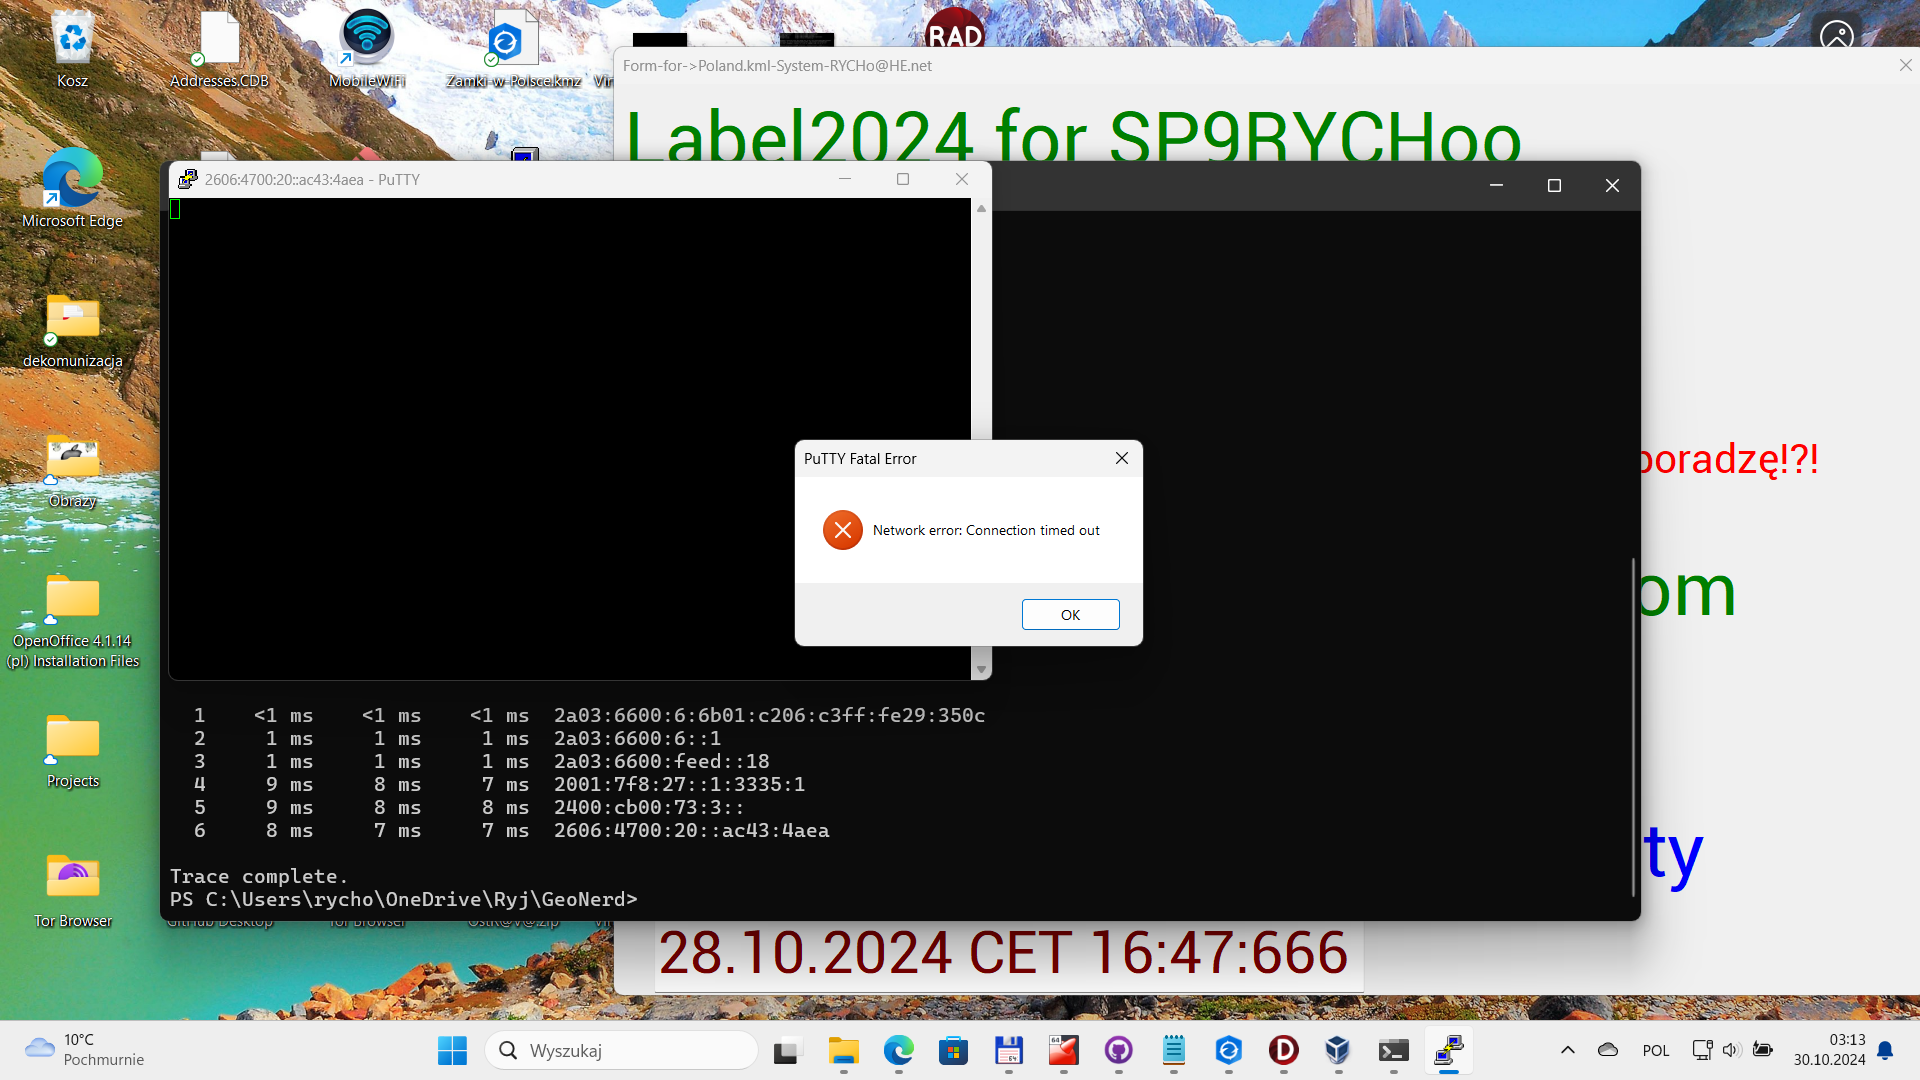 Kosz
Addresses.CDB
MobileWiFi
Zamki-w-Polsce.kmz
Vir
RAD
Form-for->Poland.kml-System-RYCHo@HE.net
Label2024 for SP9RYCHoo
2606:4700:20::ac43:4aea - PuTTY
Microsoft Edge
dekomunizacja
Obrazy
OpenOffice 4.1.14
(pl) Installation Files
Projects
Tor Browser
PuTTY Fatal Error
Network error: Connection timed out
OK
poradzę!?!
om
ty
1 <1 ms <1 ms <1 ms 2a03:6600:6:6b01:c206:c3ff:fe29:350c
2 1 ms 1 ms 1 ms 2a03:6600:6::1
3 1 ms 1 ms 1 ms 2a03:6600:feed::18
4 9 ms 8 ms 7 ms 2001:7f8:27::1:3335:1
5 9 ms 8 ms 8 ms 2400:cb00:73:3::
6 8 ms 7 ms 7 ms 2606:4700:20::ac43:4aea
Trace complete.
PS C:\Users\rycho\OneDrive\Ryj\GeoNerd>
GitHub Desktop
Tor Browser
28.10.2024 CET 16:47:666
10°C
Pochmurnie
Wyszukaj
64
64
POL
03:13
30.10.2024